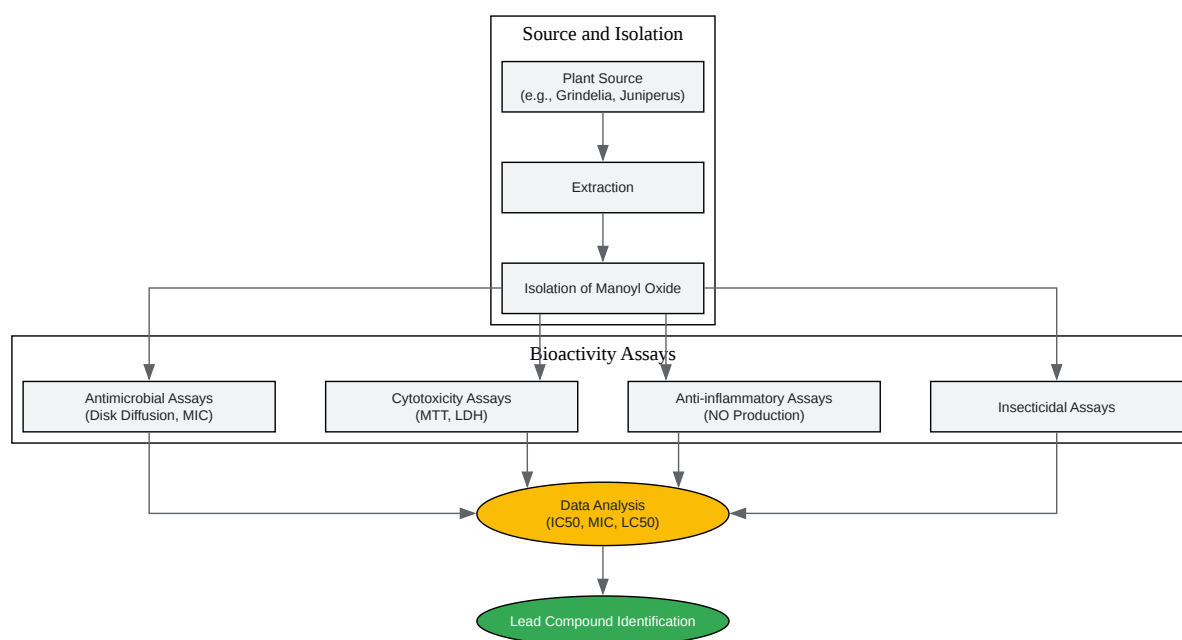 Source and Isolation
Plant Source
(e.g., Grindelia, Juniperus)
Extraction
Isolation of Manoyl Oxide
Bioactivity Assays
Antimicrobial Assays
(Disk Diffusion, MIC)
Cytotoxicity Assays
(MTT, LDH)
Anti-inflammatory Assays
(NO Production)
Insecticidal Assays
Data Analysis
(IC50, MIC, LC50)
Lead Compound Identification